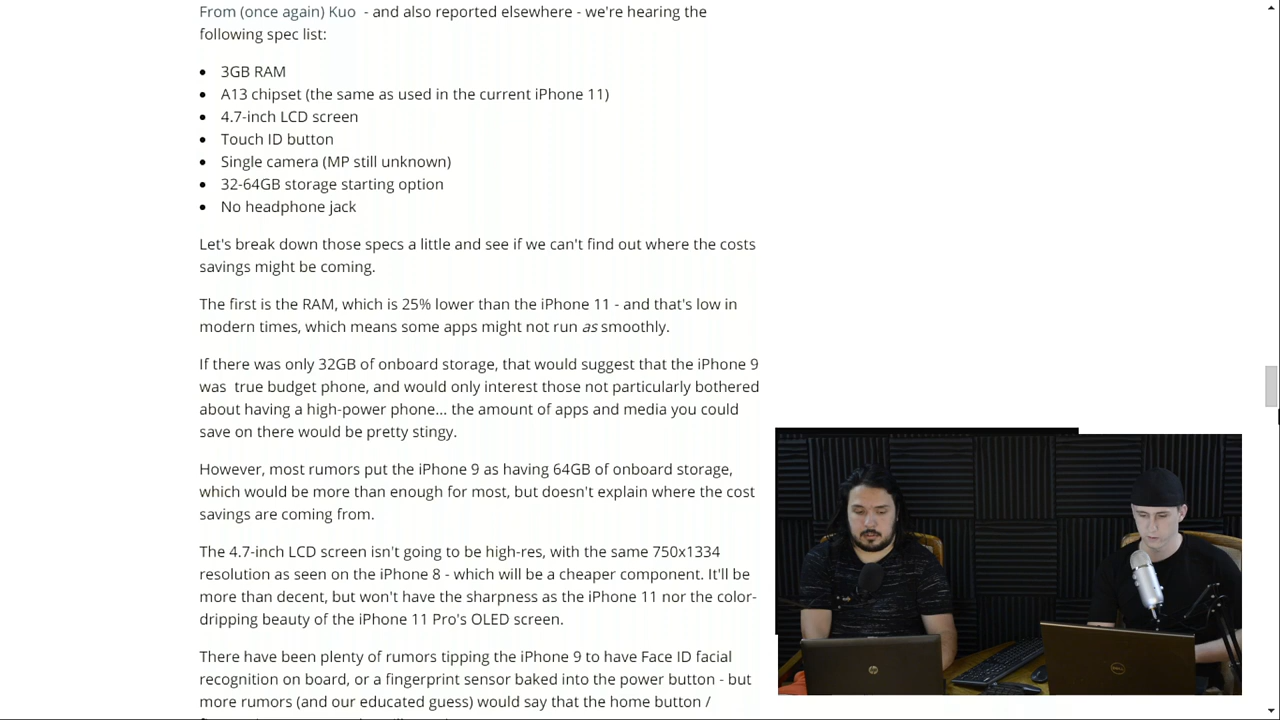 From (once again) Kuo - and also reported elsewhere - we're hearing the
following spec list:
• 3GB RAM
• A13 chipset (the same as used in the current iPhone 11)
• 4.7-inch LCD screen
• Touch ID button
• Single camera (MP still unknown)
• 32-64GB storage starting option
• No headphone jack
Let's break down those specs a little and see if we can't find out where the costs
savings might be coming.
The first is the RAM, which is 25% lower than the iPhone 11 - and that's low in
modern times, which means some apps might not run as smoothly.
If there was only 32GB of onboard storage, that would suggest that the iPhone 9
was true budget phone, and would only interest those not particularly bothered
about having a high-power phone... the amount of apps and media you could
save on there would be pretty stingy.
However, most rumors put the iPhone 9 as having 64GB of onboard storage,
which would be more than enough for most, but doesn't explain where the cost
savings are coming from.
The 4.7-inch LCD screen isn't going to be high-res, with the same 750x1334
resolution as seen on the iPhone 8 - which will be a cheaper component. It'll be
more than decent, but won't have the sharpness as the iPhone 11 nor the color-
dripping beauty of the iPhone 11 Pro's OLED screen.
There have been plenty of rumors tipping the iPhone 9 to have Face ID facial
recognition on board, or a fingerprint sensor baked into the power button - but
more rumors (and our educated guess) would say that the home button /